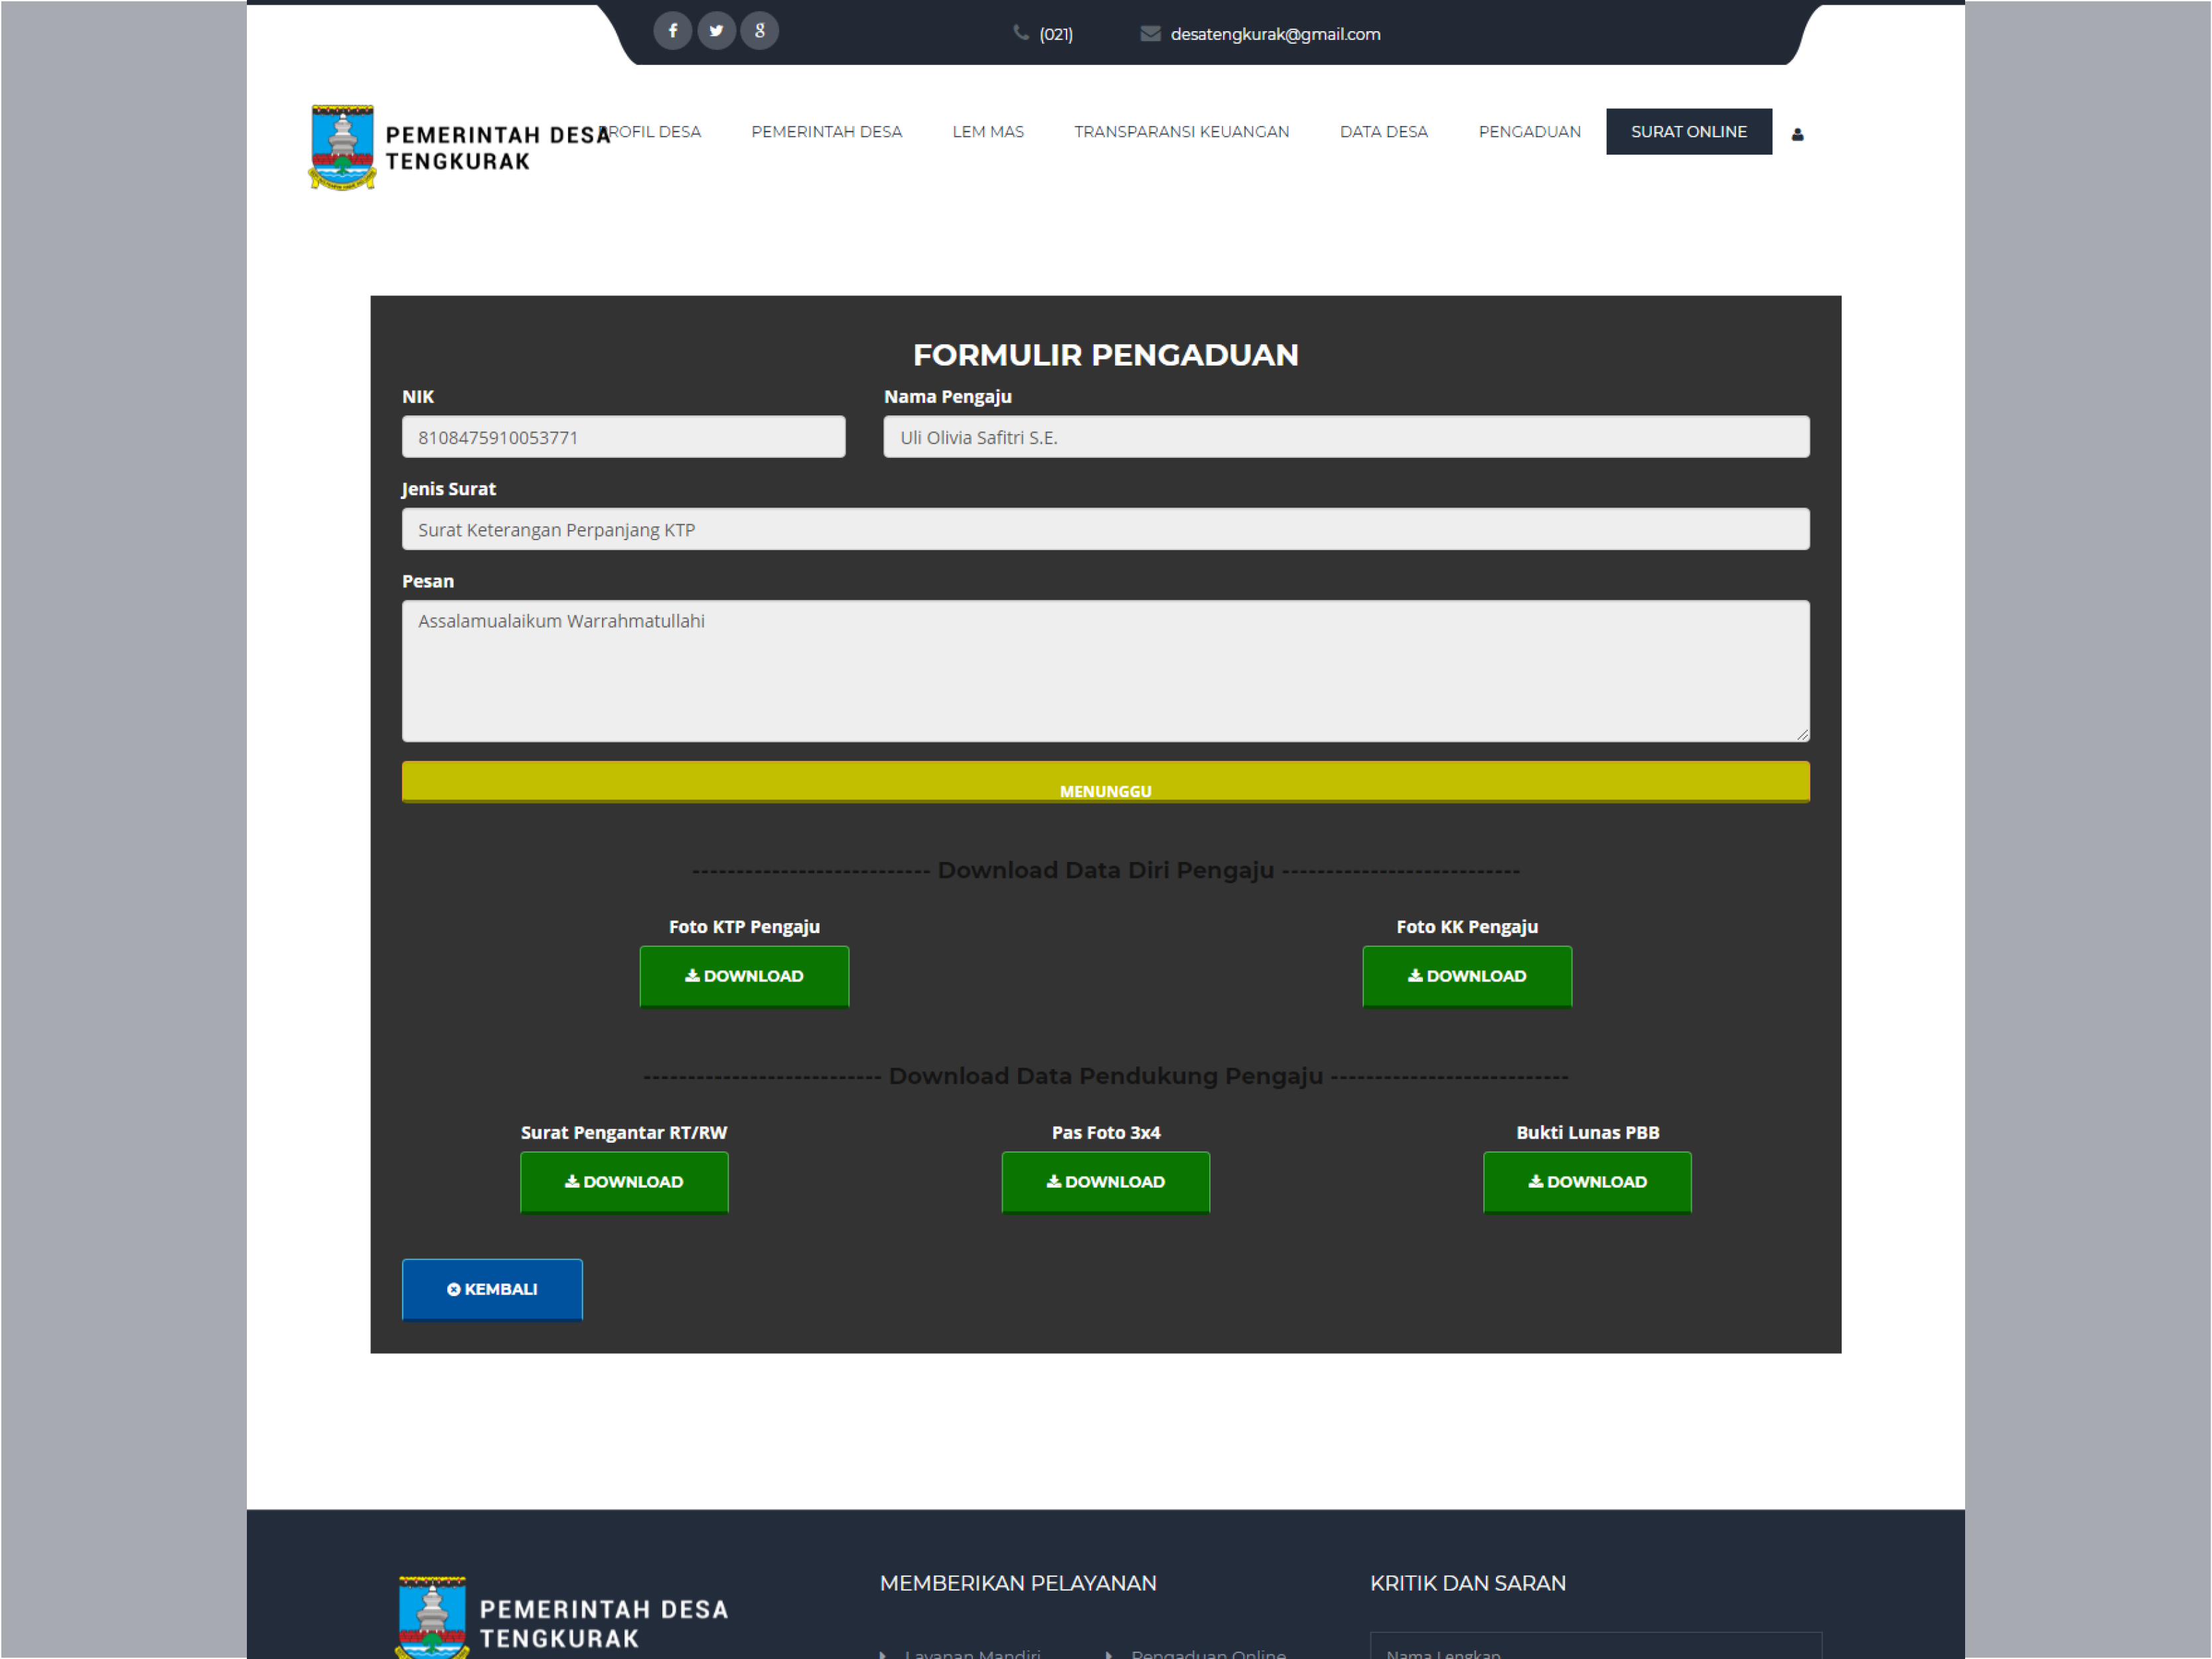 (021) desatengkurak@gmail.com
PEMERINTAH DESA
TENGKURAK
PROFIL DESA PEMERINTAH DESA LEM MAS TRANSPARANSI KEUANGAN DATA DESA PENGADUAN SURAT ONLINE
FORMULIR PENGADUAN
NIK Nama Pengaju
8108475910053771 Uli Olivia Safitri S.E.
Jenis Surat
Surat Keterangan Perpanjang KTP
Pesan
Assalamualaikum Warrahmatullahi
MENUNGGU
--------------------------- Download Data Diri Pengaju ---------------------------
Foto KTP Pengaju Foto KK Pengaju
DOWNLOAD DOWNLOAD
--------------------------- Download Data Pendukung Pengaju ---------------------------
Surat Pengantar RT/RW Pas Foto 3x4 Bukti Lunas PBB
DOWNLOAD DOWNLOAD DOWNLOAD
KEMBALI
PEMERINTAH DESA
TENGKURAK
MEMBERIKAN PELAYANAN KRITIK DAN SARAN
Layanan Mandiri Pengaduan Online Nama Lengkap